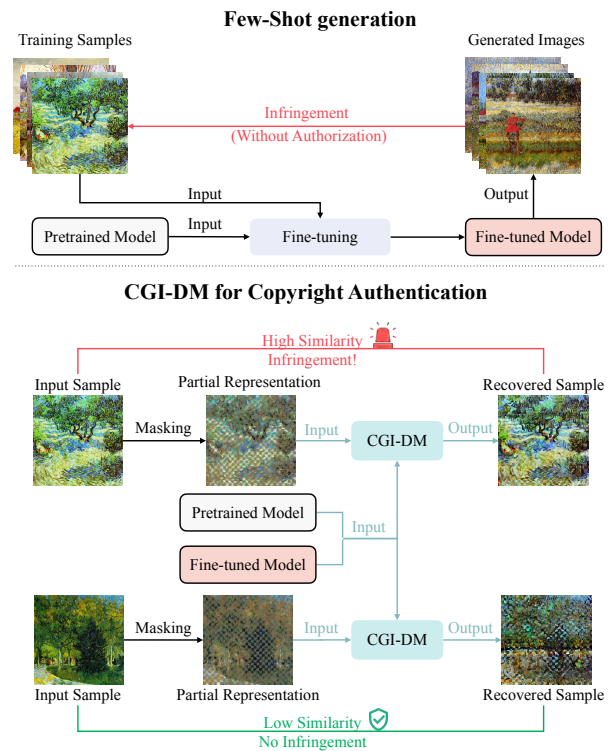 Few-Shot generation
Training Samples
Generated Images
Infringement
(Without Authorization)
Input
Output
Pretrained Model
Input
Fine-tuning
Fine-tuned Model
CGI-DM for Copyright Authentication
High Similarity
Infringement!
Input Sample
Partial Representation
Recovered Sample
Masking
Input
CGI-DM
Output
Pretrained Model
Input
Fine-tuned Model
Masking
Input
CGI-DM
Output
Input Sample
Partial Representation
Recovered Sample
Low Similarity
No Infringement